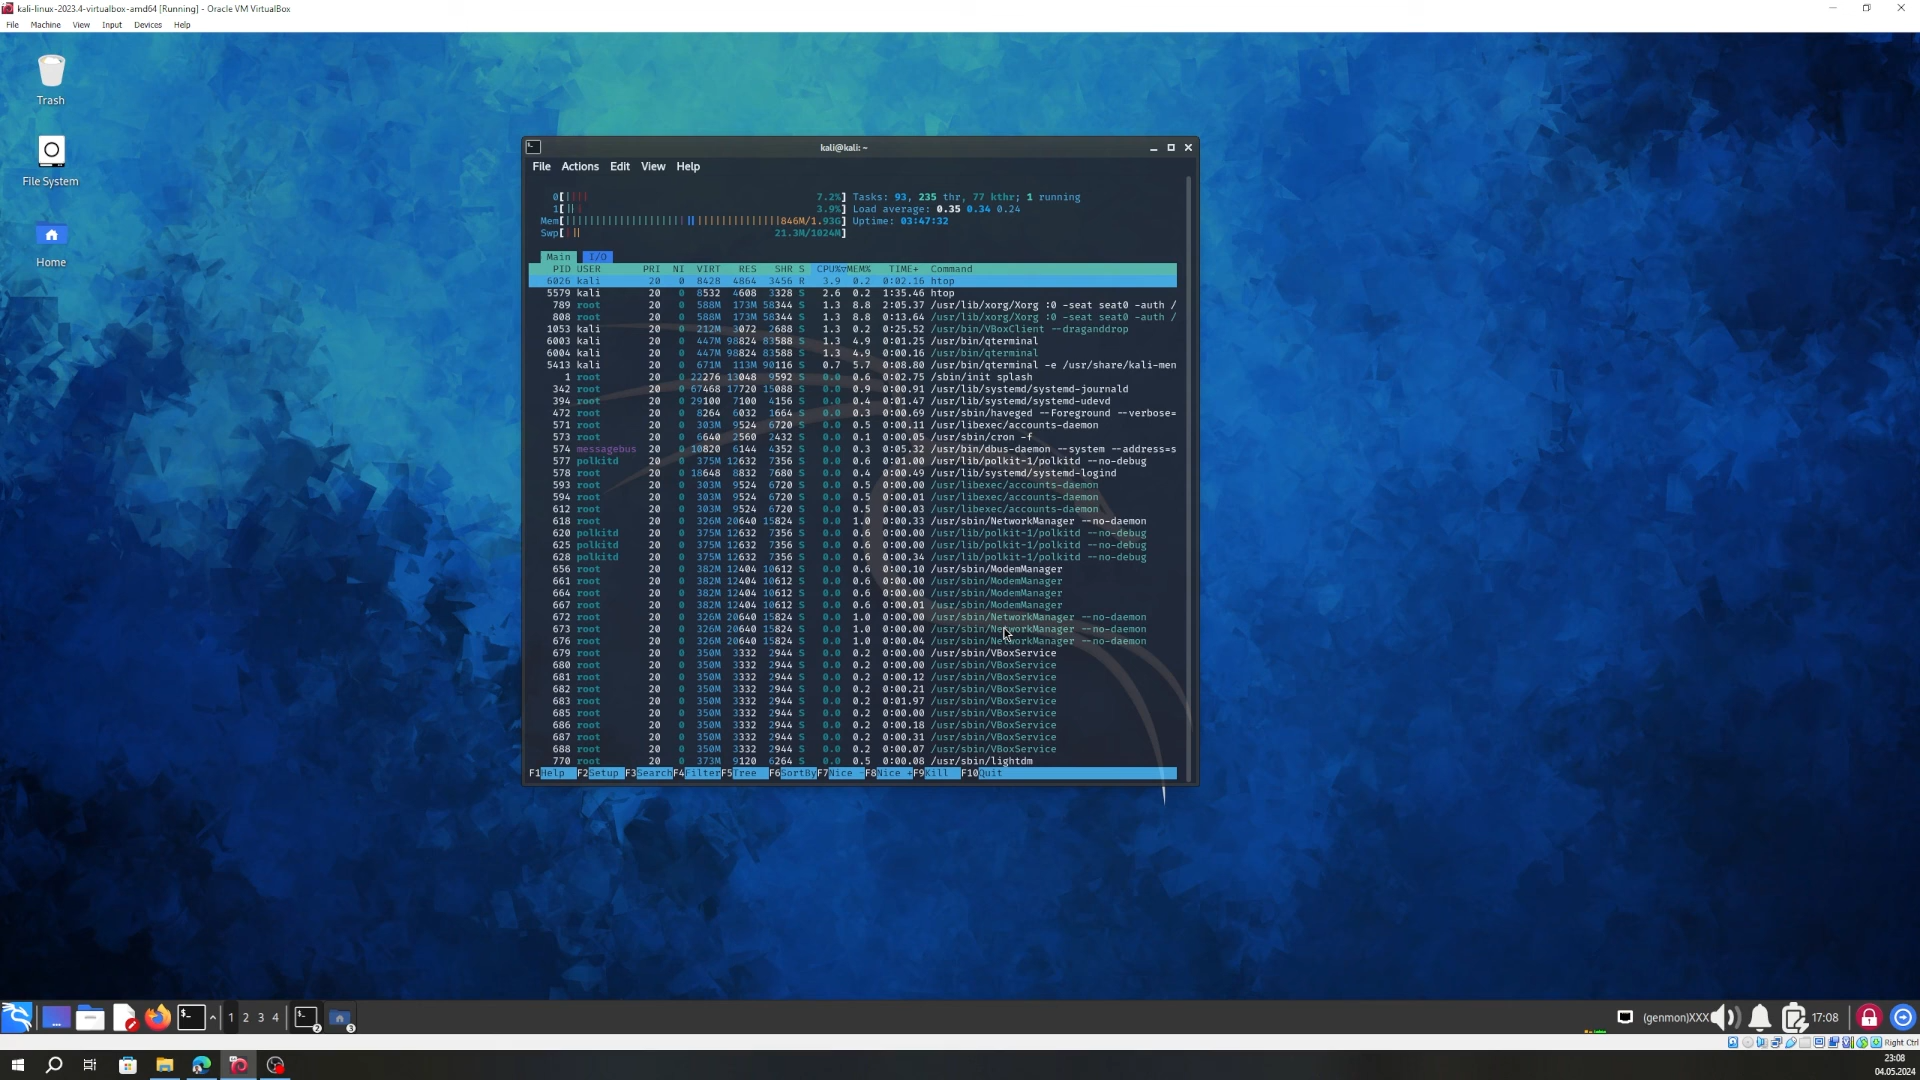 kali-linux-2023.4-virtualbox-amd64 [Running] - Oracle VM VirtualBox
File Machine View Input Devices Help
Trash
File System
Home
kali@kali: ~
File Actions Edit View Help
0[||||| 7.2%] Tasks: 93, 235 thr, 77 kthr; 1 running
1[||| 3.9%] Load average: 0.35 0.34 0.24
Mem[||||||||||||||||||||||||||||||||||||846M/1.93G] Uptime: 03:47:32
Swp[||| 21.3M/1024M]
Main I/O
PID USER PRI NI VIRT RES SHR S CPU%▽MEM% TIME+ Command
6026 kali 20 0 8428 4864 3456 R 3.9 0.2 0:02.16 htop
5579 kali 20 0 8532 4608 3328 S 2.6 0.2 1:35.46 htop
789 root 20 0 588M 173M 58344 S 1.3 8.8 2:05.37 /usr/lib/xorg/Xorg :0 -seat seat0 -auth /
808 root 20 0 588M 173M 58344 S 1.3 8.8 0:13.64 /usr/lib/xorg/Xorg :0 -seat seat0 -auth /
1053 kali 20 0 212M 3072 2688 S 1.3 0.2 0:25.52 /usr/bin/VBoxClient --draganddrop
6003 kali 20 0 447M 98824 83588 S 1.3 4.9 0:01.25 /usr/bin/qterminal
6004 kali 20 0 447M 98824 83588 S 1.3 4.9 0:00.16 /usr/bin/qterminal
5413 kali 20 0 671M 113M 90116 S 0.7 5.7 0:08.80 /usr/bin/qterminal -e /usr/share/kali-men
1 root 20 0 22276 13048 9592 S 0.0 0.6 0:02.75 /sbin/init splash
342 root 20 0 67468 17720 15088 S 0.0 0.9 0:00.91 /usr/lib/systemd/systemd-journald
394 root 20 0 29100 7100 4156 S 0.0 0.4 0:01.47 /usr/lib/systemd/systemd-udevd
472 root 20 0 8264 6032 1664 S 0.0 0.3 0:00.69 /usr/sbin/haveged --Foreground --verbose=
571 root 20 0 303M 9524 6720 S 0.0 0.5 0:00.11 /usr/libexec/accounts-daemon
573 root 20 0 6640 2560 2432 S 0.0 0.1 0:00.05 /usr/sbin/cron -f
574 messagebus 20 0 10820 6144 4352 S 0.0 0.3 0:05.32 /usr/bin/dbus-daemon --system --address=s
577 polkitd 20 0 375M 12632 7356 S 0.0 0.6 0:01.00 /usr/lib/polkit-1/polkitd --no-debug
578 root 20 0 18648 8832 7680 S 0.0 0.4 0:00.49 /usr/lib/systemd/systemd-logind
593 root 20 0 303M 9524 6720 S 0.0 0.5 0:00.00 /usr/libexec/accounts-daemon
594 root 20 0 303M 9524 6720 S 0.0 0.5 0:00.01 /usr/libexec/accounts-daemon
612 root 20 0 303M 9524 6720 S 0.0 0.5 0:00.03 /usr/libexec/accounts-daemon
618 root 20 0 326M 20640 15824 S 0.0 1.0 0:00.33 /usr/sbin/NetworkManager --no-daemon
620 polkitd 20 0 375M 12632 7356 S 0.0 0.6 0:00.00 /usr/lib/polkit-1/polkitd --no-debug
625 polkitd 20 0 375M 12632 7356 S 0.0 0.6 0:00.00 /usr/lib/polkit-1/polkitd --no-debug
628 polkitd 20 0 375M 12632 7356 S 0.0 0.6 0:00.34 /usr/lib/polkit-1/polkitd --no-debug
656 root 20 0 382M 12404 10612 S 0.0 0.6 0:00.10 /usr/sbin/ModemManager
661 root 20 0 382M 12404 10612 S 0.0 0.6 0:00.00 /usr/sbin/ModemManager
664 root 20 0 382M 12404 10612 S 0.0 0.6 0:00.00 /usr/sbin/ModemManager
667 root 20 0 382M 12404 10612 S 0.0 0.6 0:00.01 /usr/sbin/ModemManager
672 root 20 0 326M 20640 15824 S 0.0 1.0 0:00.00 /usr/sbin/NetworkManager --no-daemon
673 root 20 0 326M 20640 15824 S 0.0 1.0 0:00.00 /usr/sbin/NetworkManager --no-daemon
676 root 20 0 326M 20640 15824 S 0.0 1.0 0:00.04 /usr/sbin/NetworkManager --no-daemon
679 root 20 0 350M 3332 2944 S 0.0 0.2 0:00.00 /usr/sbin/VBoxService
680 root 20 0 350M 3332 2944 S 0.0 0.2 0:00.00 /usr/sbin/VBoxService
681 root 20 0 350M 3332 2944 S 0.0 0.2 0:00.12 /usr/sbin/VBoxService
682 root 20 0 350M 3332 2944 S 0.0 0.2 0:00.21 /usr/sbin/VBoxService
683 root 20 0 350M 3332 2944 S 0.0 0.2 0:01.97 /usr/sbin/VBoxService
685 root 20 0 350M 3332 2944 S 0.0 0.2 0:00.00 /usr/sbin/VBoxService
686 root 20 0 350M 3332 2944 S 0.0 0.2 0:00.18 /usr/sbin/VBoxService
687 root 20 0 350M 3332 2944 S 0.0 0.2 0:00.31 /usr/sbin/VBoxService
688 root 20 0 350M 3332 2944 S 0.0 0.2 0:00.07 /usr/sbin/VBoxService
770 root 20 0 373M 9120 6264 S 0.0 0.5 0:00.08 /usr/sbin/lightdm
F1Help F2Setup F3SearchF4FilterF5Tree F6SortByF7Nice -F8Nice +F9Kill F10Quit
1 2 3 4 2 3 (genmon)XXX 17:08
Right Ctrl
23:08
04.05.2024